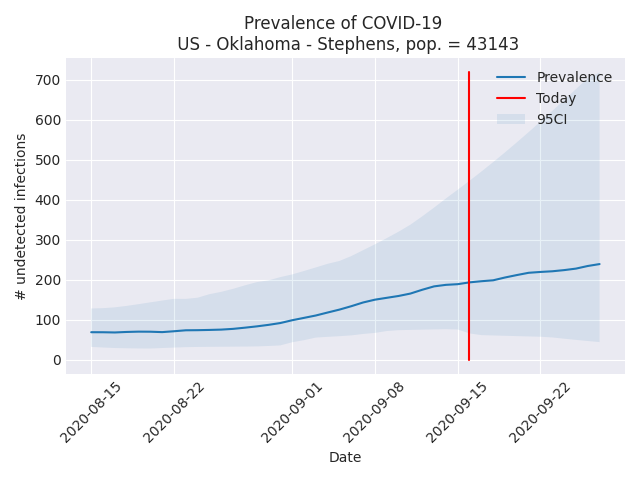 Prevalence of COVID-19
US - Oklahoma - Stephens, pop. = 43143
Prevalence
Today
95CI
# undetected infections
700
600
500
400
300
200
100
0
2020-08-15
2020-08-22
2020-09-01
2020-09-08
2020-09-15
2020-09-22
Date